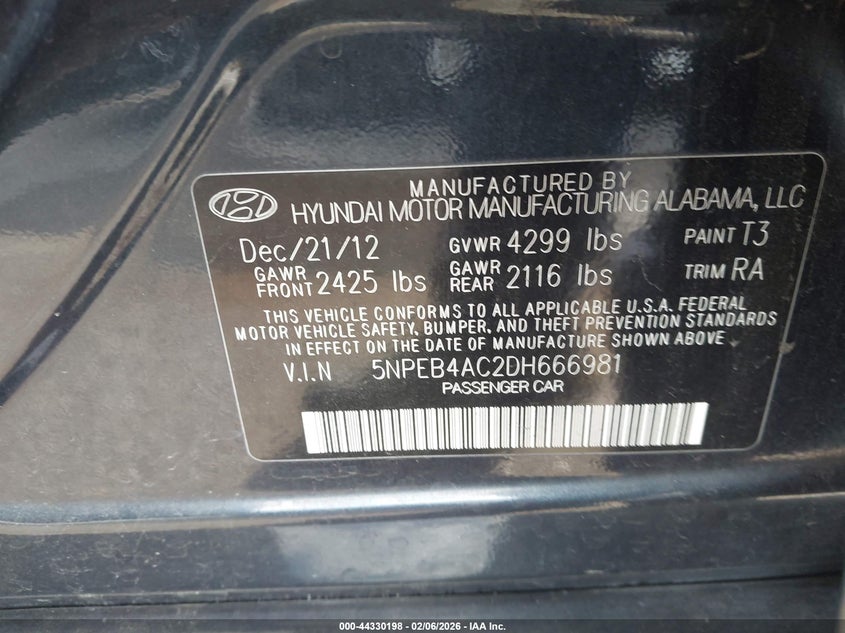 MANUFACTURED BY
HYUNDAI MOTOR MANUFACTURING ALABAMA, LLC
Dec/21/12 GVWR 4299 lbs PAINT T3
GAWR FRONT 2425 lbs GAWR REAR 2116 lbs TRIM RA
THIS VEHICLE CONFORMS TO ALL APPLICABLE U.S.A. FEDERAL
MOTOR VEHICLE SAFETY, BUMPER, AND THEFT PREVENTION STANDARDS
IN EFFECT ON THE DATE OF MANUFACTURE SHOWN ABOVE
V.I.N 5NPEB4AC2DH666981
PASSENGER CAR
000-44330198 - 02/06/2026 - IAA Inc.